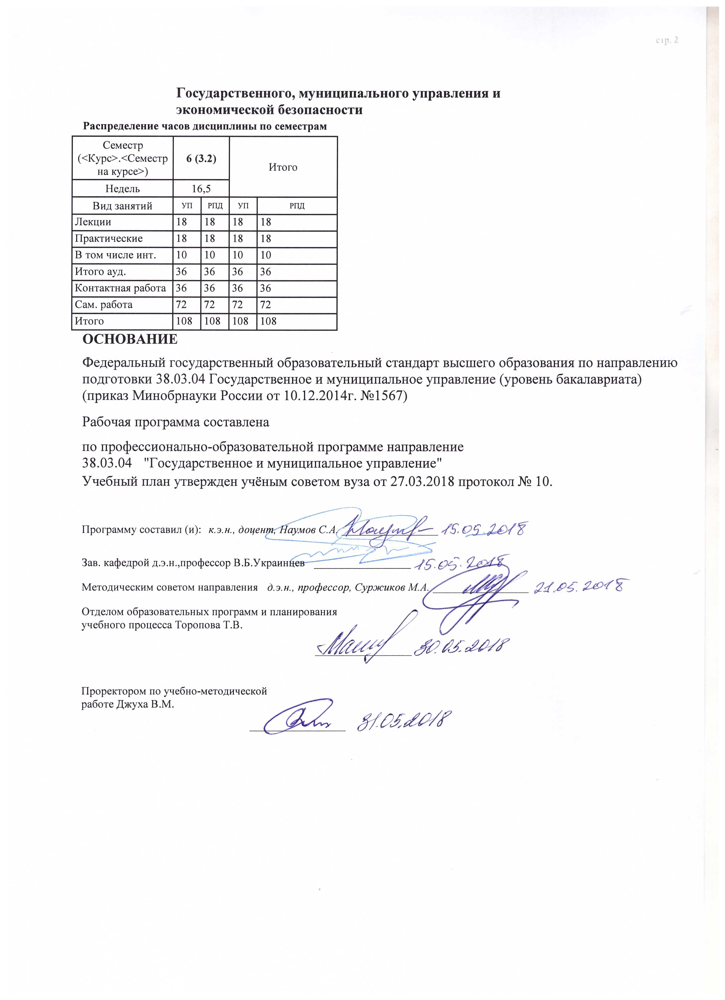 стр. 2
Государственного, муниципального управления и
экономической безопасности
Распределение часов дисциплины по семестрам
Семестр
(<Курс>.<Семестр
на курсе>)
6 (3.2)
Итого
Недель 16,5
Вид занятий УП РПД УП РПД
Лекции 18 18 18 18
Практические 18 18 18 18
В том числе инт. 10 10 10 10
Итого ауд. 36 36 36 36
Контактная работа 36 36 36 36
Сам. работа 72 72 72 72
Итого 108 108 108 108
ОСНОВАНИЕ
Федеральный государственный образовательный стандарт высшего образования по направлению
подготовки 38.03.04 Государственное и муниципальное управление (уровень бакалавриата)
(приказ Минобрнауки России от 10.12.2014г. №1567)
Рабочая программа составлена
по профессионально-образовательной программе направление
38.03.04 "Государственное и муниципальное управление"
Учебный план утвержден учёным советом вуза от 27.03.2018 протокол № 10.
Программу составил (и): к.э.н., доцент, Наумов С.А. 15.05.2018
Зав. кафедрой д.э.н.,профессор В.Б.Украинцев 15.05.2018
Методическим советом направления д.э.н., профессор, Суржиков М.А. 21.05.2018
Отделом образовательных программ и планирования
учебного процесса Торопова Т.В.
30.05.2018
Проректором по учебно-методической
работе Джуха В.М.
31.05.2018